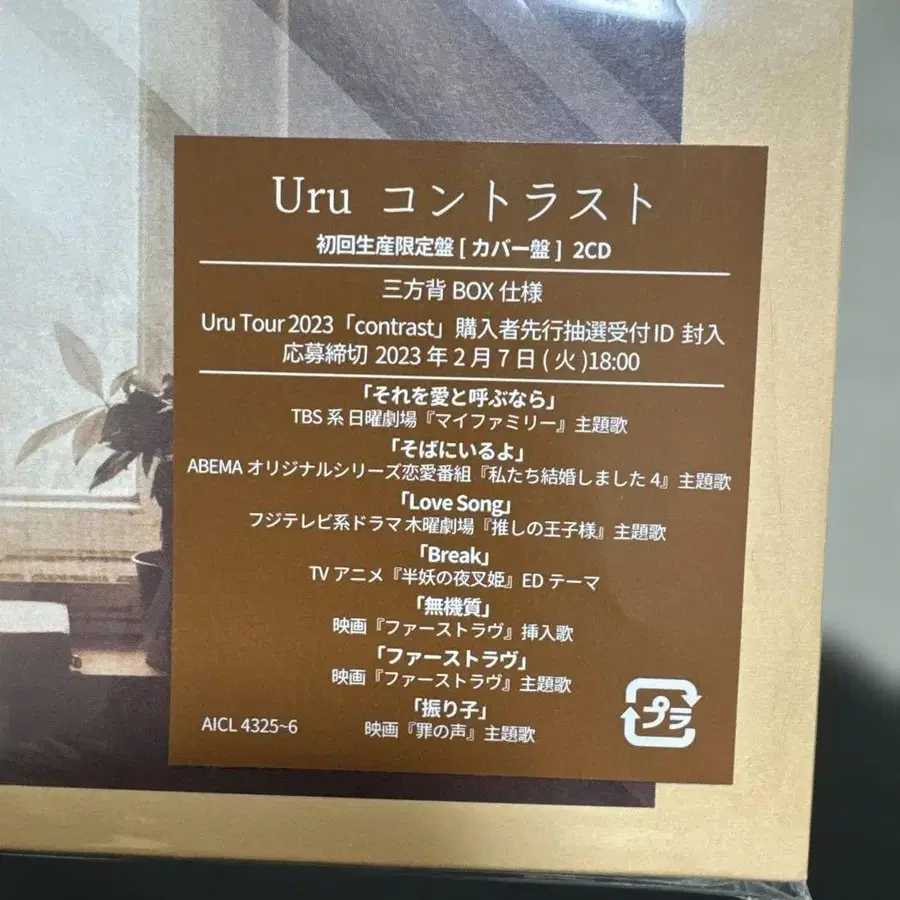 Uru コントラスト
初回生産限定盤 [ カバー盤 ] 2CD
三方背 BOX 仕様
Uru Tour 2023「contrast」購入者先行抽選受付 ID 封入
応募締切 2023 年 2 月 7 日 ( 火 )18:00
「それを愛と呼ぶなら」
TBS 系 日曜劇場『マイファミリー』主題歌
「そばにいるよ」
ABEMA オリジナルシリーズ恋愛番組『私たち結婚しました 4』主題歌
「Love Song」
フジテレビ系ドラマ 木曜劇場『推しの王子様』主題歌
「Break」
TV アニメ『半妖の夜叉姫』ED テーマ
「無機質」
映画『ファーストラヴ』挿入歌
「ファーストラヴ」
映画『ファーストラヴ』主題歌
「振り子」
映画『罪の声』主題歌
AICL 4325~6
プラ